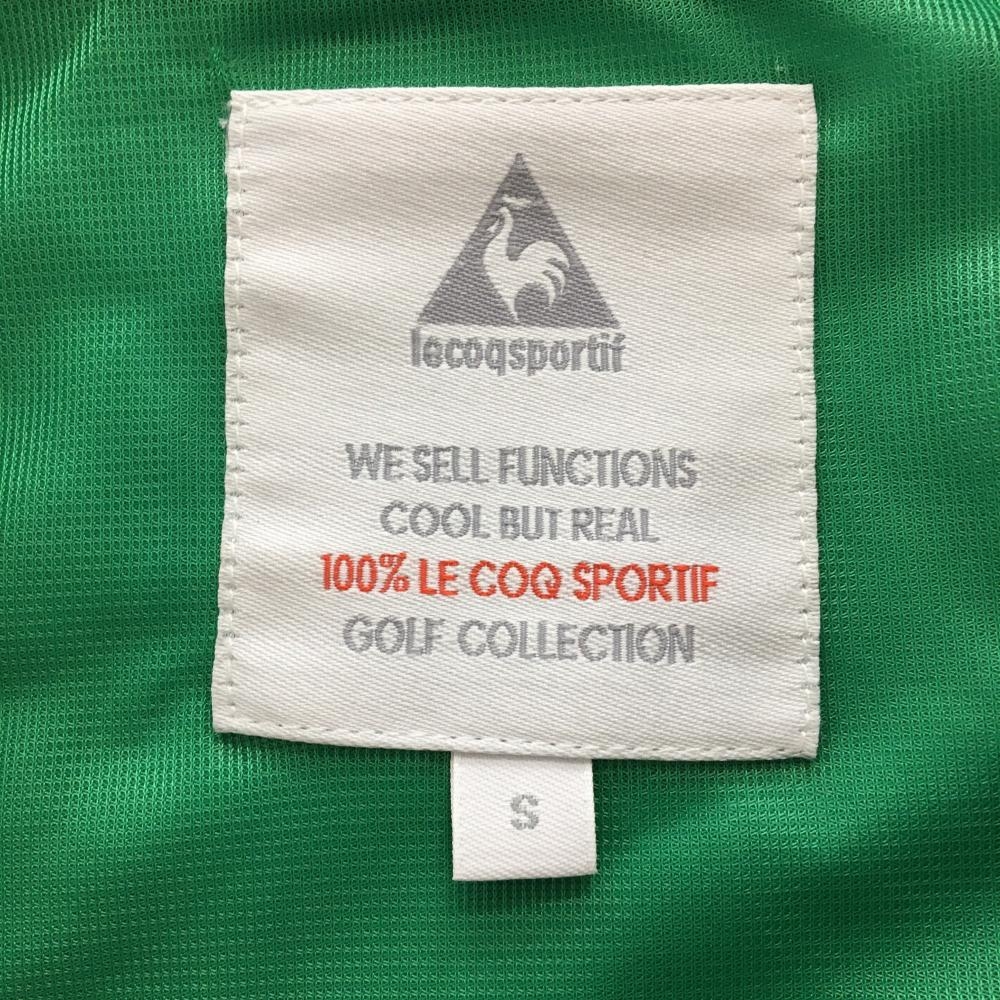 lecoqsportif
WE SELL FUNCTIONS
COOL BUT REAL
100% LE COQ SPORTIF
GOLF COLLECTION
S